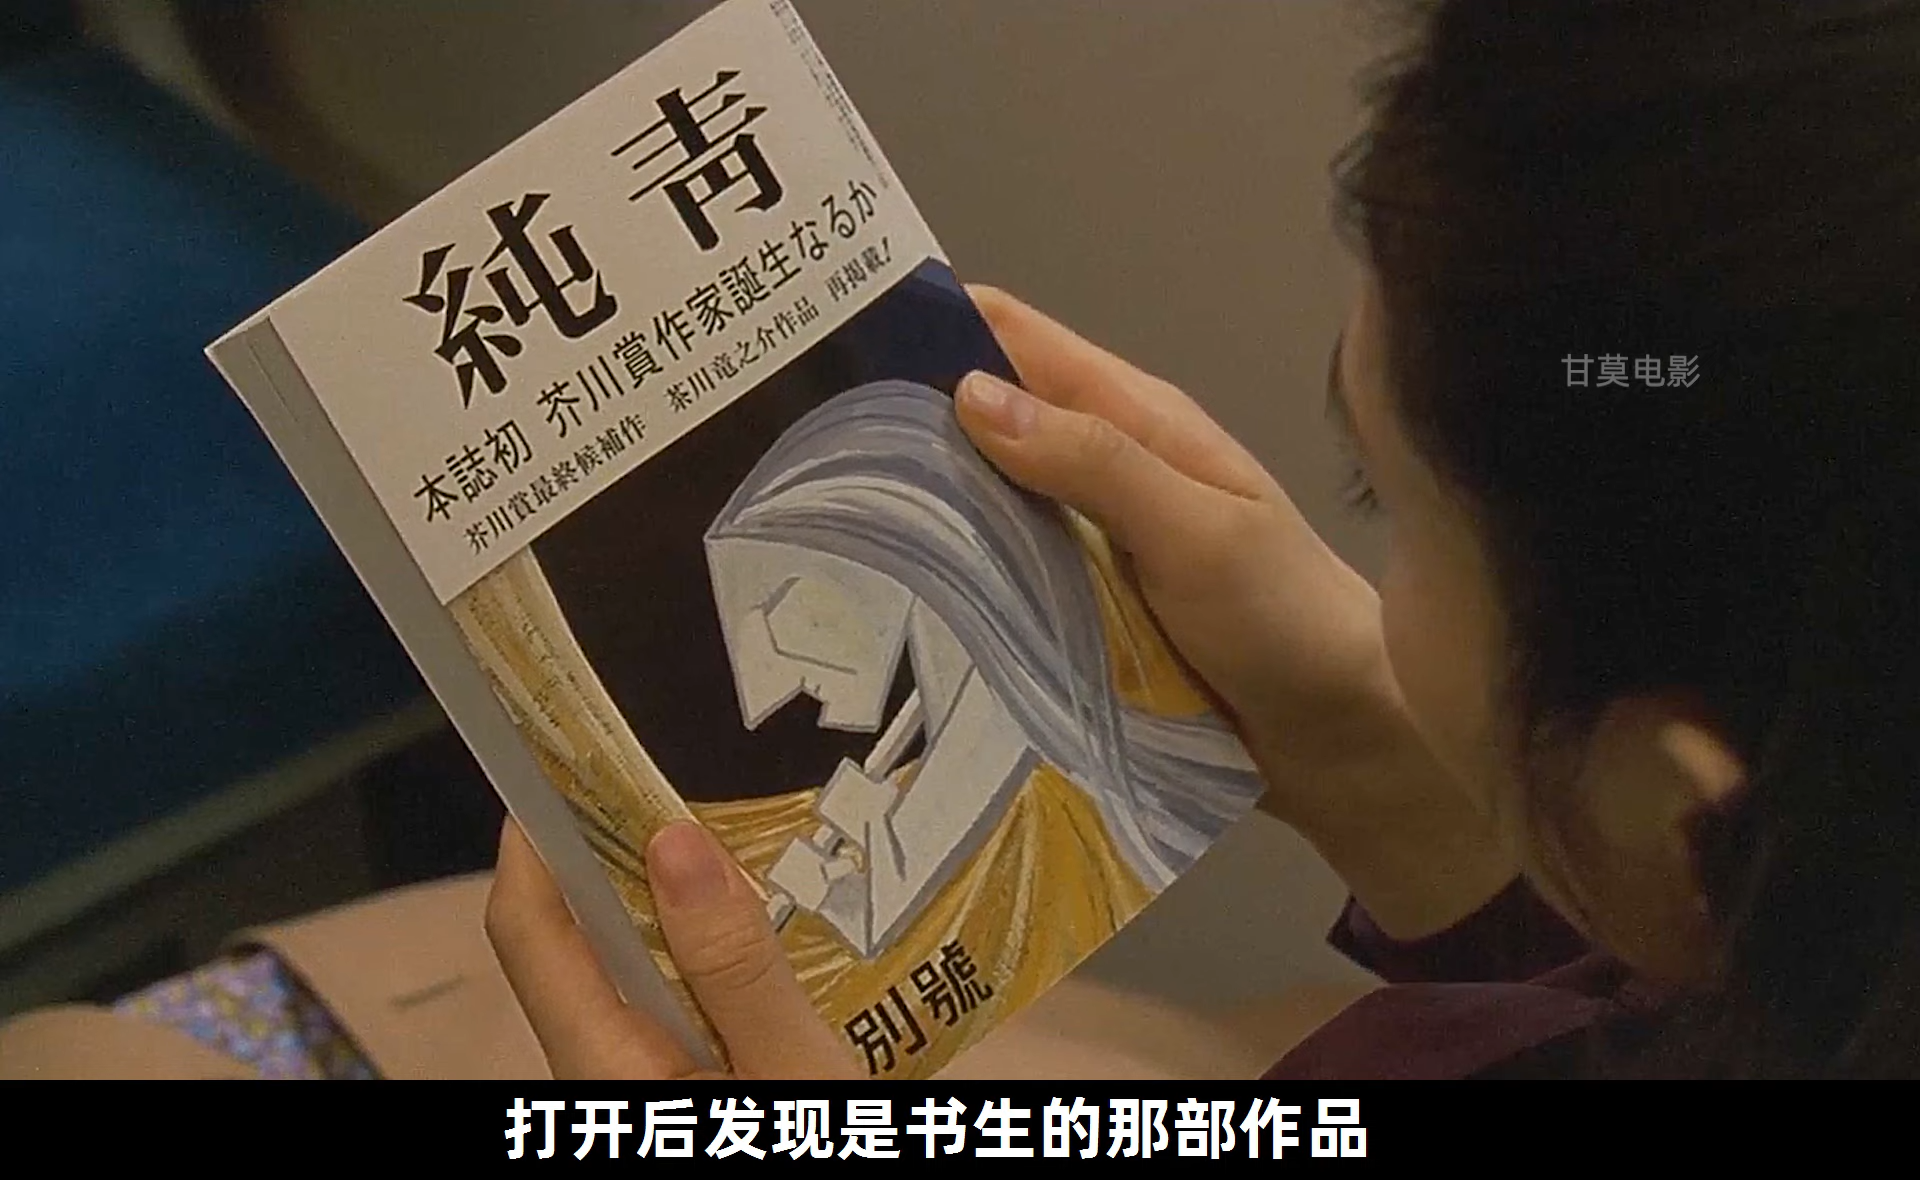 純青
本誌初 芥川賞作家誕生なるか
芥川賞最終候補作 茶川竜之介作品 再掲載!
別號
甘莫电影
打开后发现是书生的那部作品